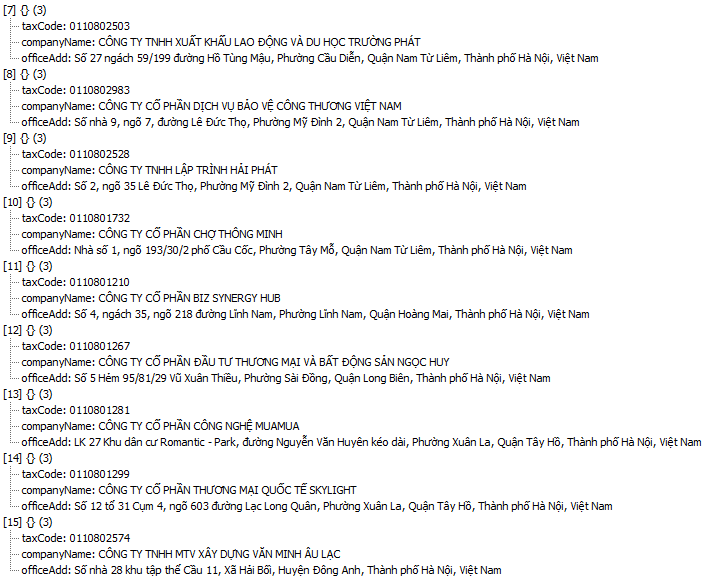 [7] {} (3)
taxCode: 0110802503
companyName: CÔNG TY TNHH XUẤT KHẨU LAO ĐỘNG VÀ DU HỌC TRƯỜNG PHÁT
officeAdd: Số 27 ngách 59/199 đường Hồ Tùng Mậu, Phường Cầu Diễn, Quận Nam Từ Liêm, Thành phố Hà Nội, Việt Nam
[8] {} (3)
taxCode: 0110802983
companyName: CÔNG TY CỔ PHẦN DỊCH VỤ BẢO VỆ CÔNG THƯƠNG VIỆT NAM
officeAdd: Số nhà 9, ngõ 7, đường Lê Đức Thọ, Phường Mỹ Đình 2, Quận Nam Từ Liêm, Thành phố Hà Nội, Việt Nam
[9] {} (3)
taxCode: 0110802528
companyName: CÔNG TY TNHH LẬP TRÌNH HẢI PHÁT
officeAdd: Số 2, ngõ 35 Lê Đức Thọ, Phường Mỹ Đình 2, Quận Nam Từ Liêm, Thành phố Hà Nội, Việt Nam
[10] {} (3)
taxCode: 0110801732
companyName: CÔNG TY CỔ PHẦN CHỢ THÔNG MINH
officeAdd: Nhà số 1, ngõ 193/30/2 phố Cầu Cốc, Phường Tây Mỗ, Quận Nam Từ Liêm, Thành phố Hà Nội, Việt Nam
[11] {} (3)
taxCode: 0110801210
companyName: CÔNG TY CỔ PHẦN BIZ SYNERGY HUB
officeAdd: Số 4, ngách 35, ngõ 218 đường Lĩnh Nam, Phường Lĩnh Nam, Quận Hoàng Mai, Thành phố Hà Nội, Việt Nam
[12] {} (3)
taxCode: 0110801267
companyName: CÔNG TY CỔ PHẦN ĐẦU TƯ THƯƠNG MẠI VÀ BẤT ĐỘNG SẢN NGỌC HUY
officeAdd: Số 5 Hẻm 95/81/29 Vũ Xuân Thiều, Phường Sài Đồng, Quận Long Biên, Thành phố Hà Nội, Việt Nam
[13] {} (3)
taxCode: 0110801281
companyName: CÔNG TY CỔ PHẦN CÔNG NGHỆ MUAMUA
officeAdd: LK 27 Khu dân cư Romantic - Park, đường Nguyễn Văn Huyên kéo dài, Phường Xuân La, Quận Tây Hồ, Thành phố Hà Nội, Việt Nam
[14] {} (3)
taxCode: 0110801299
companyName: CÔNG TY CỔ PHẦN THƯƠNG MẠI QUỐC TẾ SKYLIGHT
officeAdd: Số 12 tổ 31 Cụm 4, ngõ 603 đường Lạc Long Quân, Phường Xuân La, Quận Tây Hồ, Thành phố Hà Nội, Việt Nam
[15] {} (3)
taxCode: 0110802574
companyName: CÔNG TY TNHH MTV XÂY DỰNG VĂN MINH ÂU LẠC
officeAdd: Số nhà 28 khu tập thể Cầu 11, Xã Hải Bối, Huyện Đông Anh, Thành phố Hà Nội, Việt Nam